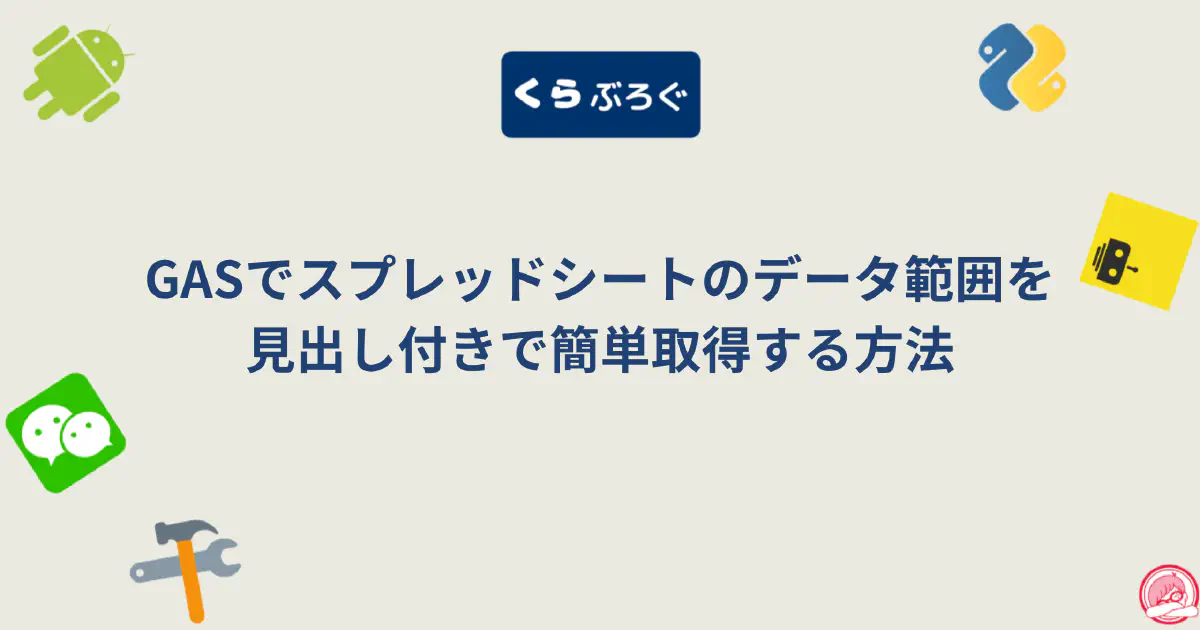 くらぶろぐ
GASでスプレッドシートのデータ範囲を
見出し付きで簡単取得する方法